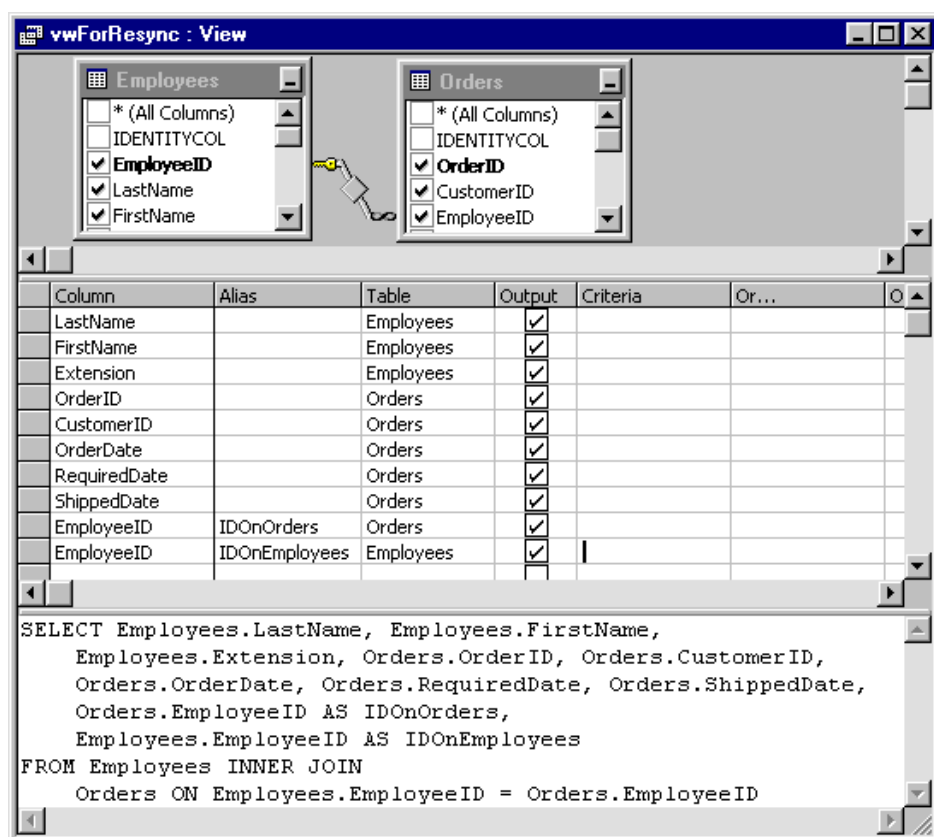 vwForResync : View
Employees
* (All Columns)
IDENTITYCOL
EmployeeID
LastName
FirstName
Orders
* (All Columns)
IDENTITYCOL
OrderID
CustomerID
EmployeeID
Column Alias Table Output Criteria Or... O
LastName Employees
FirstName Employees
Extension Employees
OrderID Orders
CustomerID Orders
OrderDate Orders
RequiredDate Orders
ShippedDate Orders
EmployeeID IDOnOrders Orders
EmployeeID IDOnEmployees Employees
SELECT Employees.LastName, Employees.FirstName,
Employees.Extension, Orders.OrderID, Orders.CustomerID,
Orders.OrderDate, Orders.RequiredDate, Orders.ShippedDate,
Orders.EmployeeID AS IDOnOrders,
Employees.EmployeeID AS IDOnEmployees
FROM Employees INNER JOIN
Orders ON Employees.EmployeeID = Orders.EmployeeID